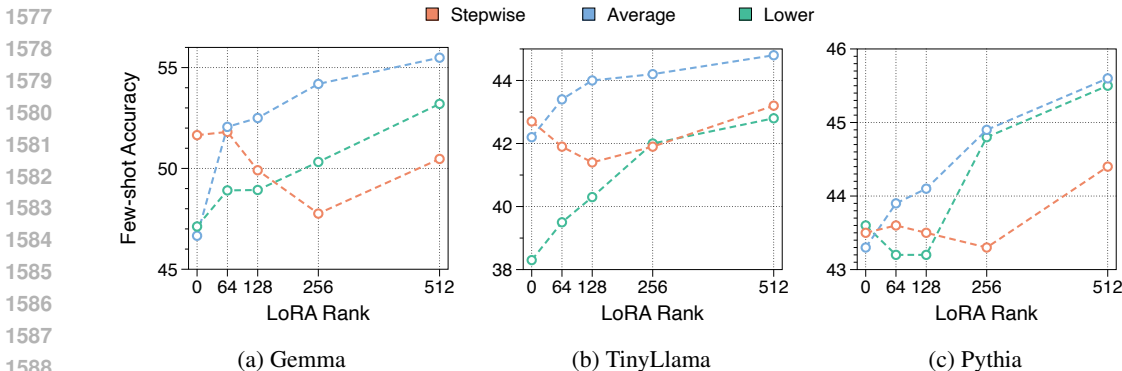 1577
1578
1579
1580
1581
1582
1583
1584
1585
1586
1587
1588
Stepwise Average Lower
Few-shot Accuracy
55
50
45
0 64 128 256 512
LoRA Rank
(a) Gemma
44
42
40
38
0 64 128 256 512
LoRA Rank
(b) TinyLlama
46
45
44
43
0 64 128 256 512
LoRA Rank
(c) Pythia